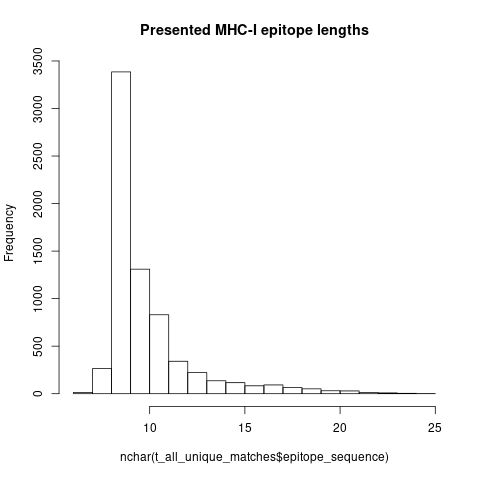 Presented MHC-I epitope lengths
Frequency
3500
3000
2500
2000
1500
1000
500
0
10 15 20 25
nchar(t_all_unique_matches$epitope_sequence)